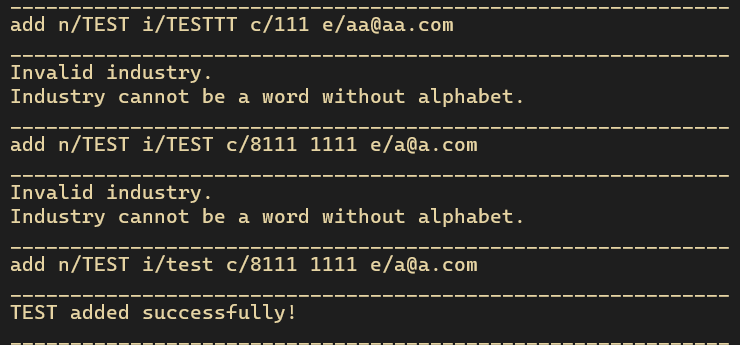 ____________________________________________________________
add n/TEST i/TESTTT c/111 e/aa@aa.com
____________________________________________________________
Invalid industry.
Industry cannot be a word without alphabet.
____________________________________________________________
add n/TEST i/TEST c/8111 1111 e/a@a.com
____________________________________________________________
Invalid industry.
Industry cannot be a word without alphabet.
____________________________________________________________
add n/TEST i/test c/8111 1111 e/a@a.com
____________________________________________________________
TEST added successfully!
____________________________________________________________